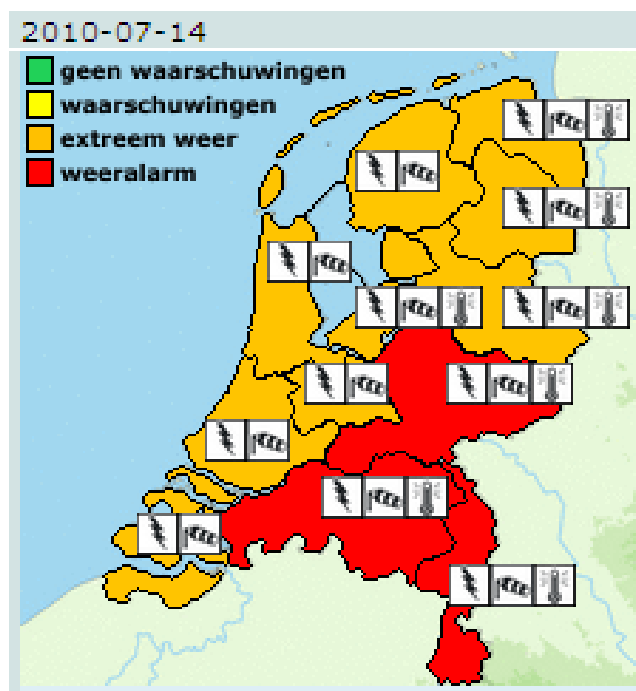 2010-07-14
geen waarschuwingen
waarschuwingen
extreem weer
weeralarm